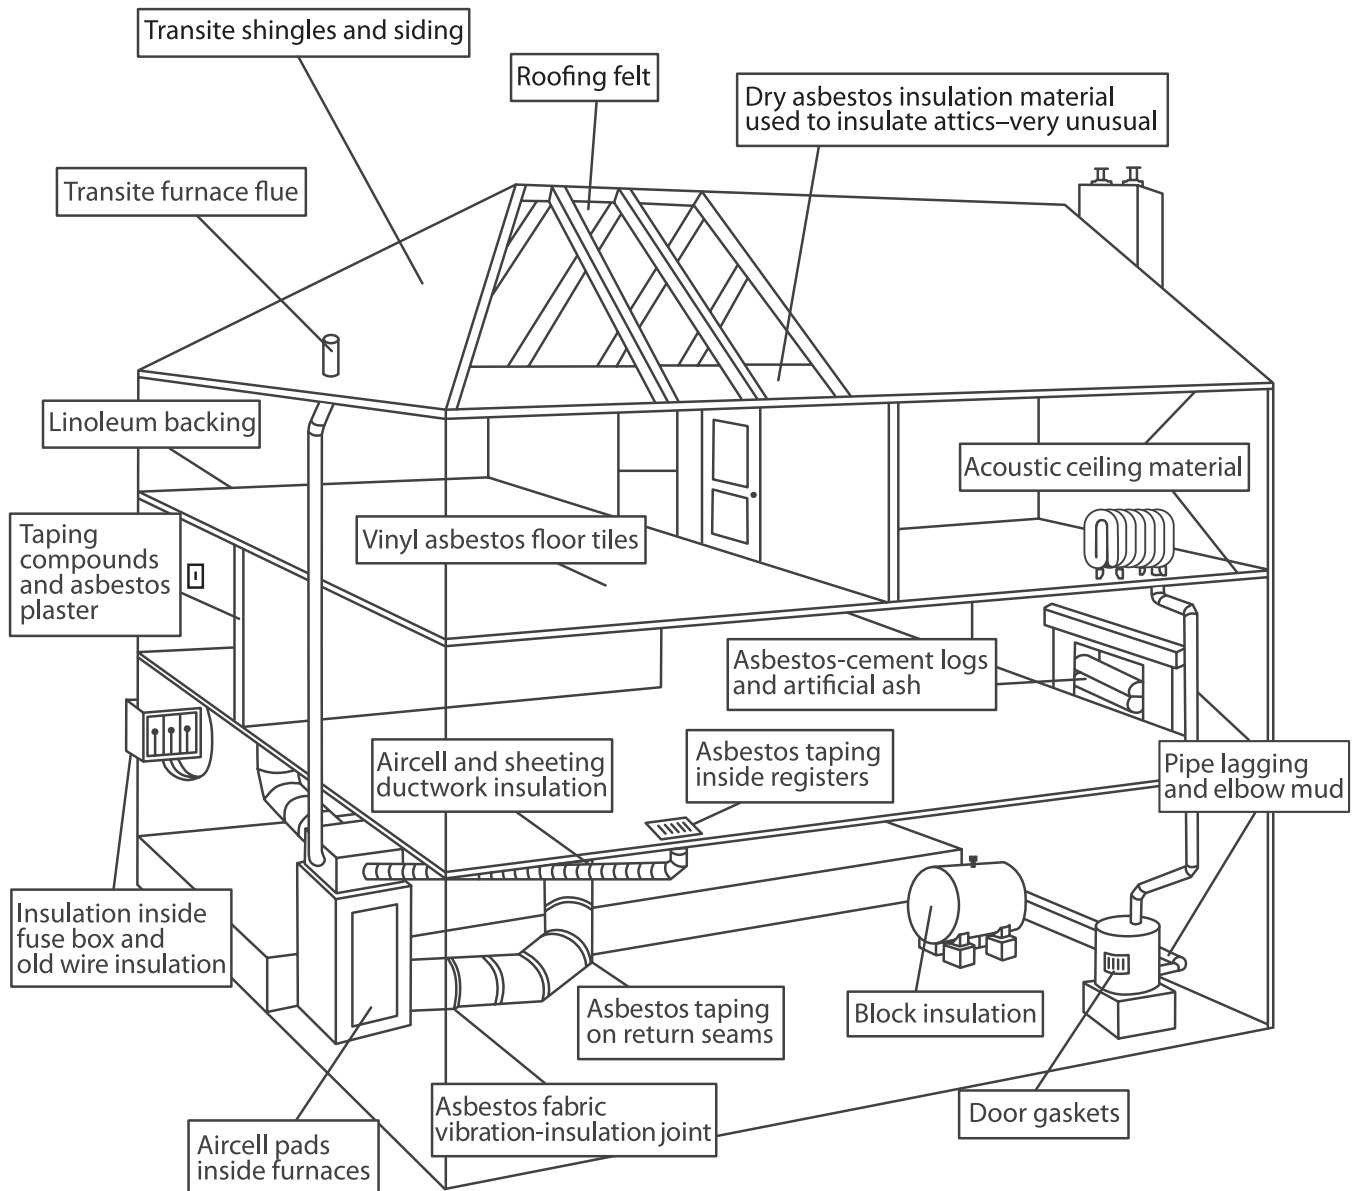 Transite shingles and siding
Roofing felt
Dry asbestos insulation material
used to insulate attics–very unusual
Transite furnace flue
Linoleum backing
Acoustic ceiling material
Taping
compounds
and asbestos
plaster
Vinyl asbestos floor tiles
Asbestos-cement logs
and artificial ash
Aircell and sheeting
ductwork insulation
Asbestos taping
inside registers
Pipe lagging
and elbow mud
Insulation inside
fuse box and
old wire insulation
Asbestos taping
on return seams
Block insulation
Asbestos fabric
vibration-insulation joint
Door gaskets
Aircell pads
inside furnaces